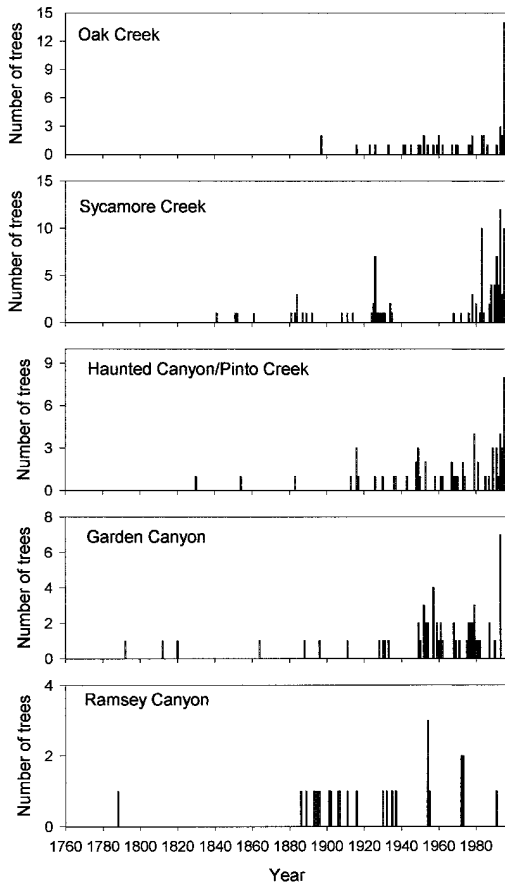 15
12
9
6
3
0
Number of trees
Oak Creek
15
10
5
0
Number of trees
Sycamore Creek
9
6
3
0
Number of trees
Haunted Canyon/Pinto Creek
8
6
4
2
0
Number of trees
Garden Canyon
4
2
0
Number of trees
Ramsey Canyon
1760 1780 1800 1820 1840 1860 1880 1900 1920 1940 1960 1980
Year